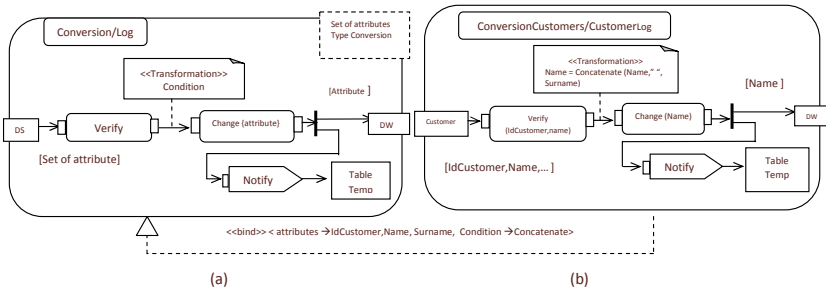 Conversion/Log
Set of attributes
Type Conversion
<<Transformation>>
Condition
[Attribute ]
DS
Verify
Change (attribute)
DW
[Set of attribute]
Notify
Table
Temp
ConversionCustomers/CustomerLog
<<Transformation>>
Name = Concatenate (Name," ",
Surname)
[Name ]
Customer
Verify
(IdCustomer,name)
Change (Name)
DW
[IdCustomer,Name,... ]
Notify
Table
Temp
<<bind>> < attributes →IdCustomer,Name, Surname, Condition →Concatenate>
(a)
(b)